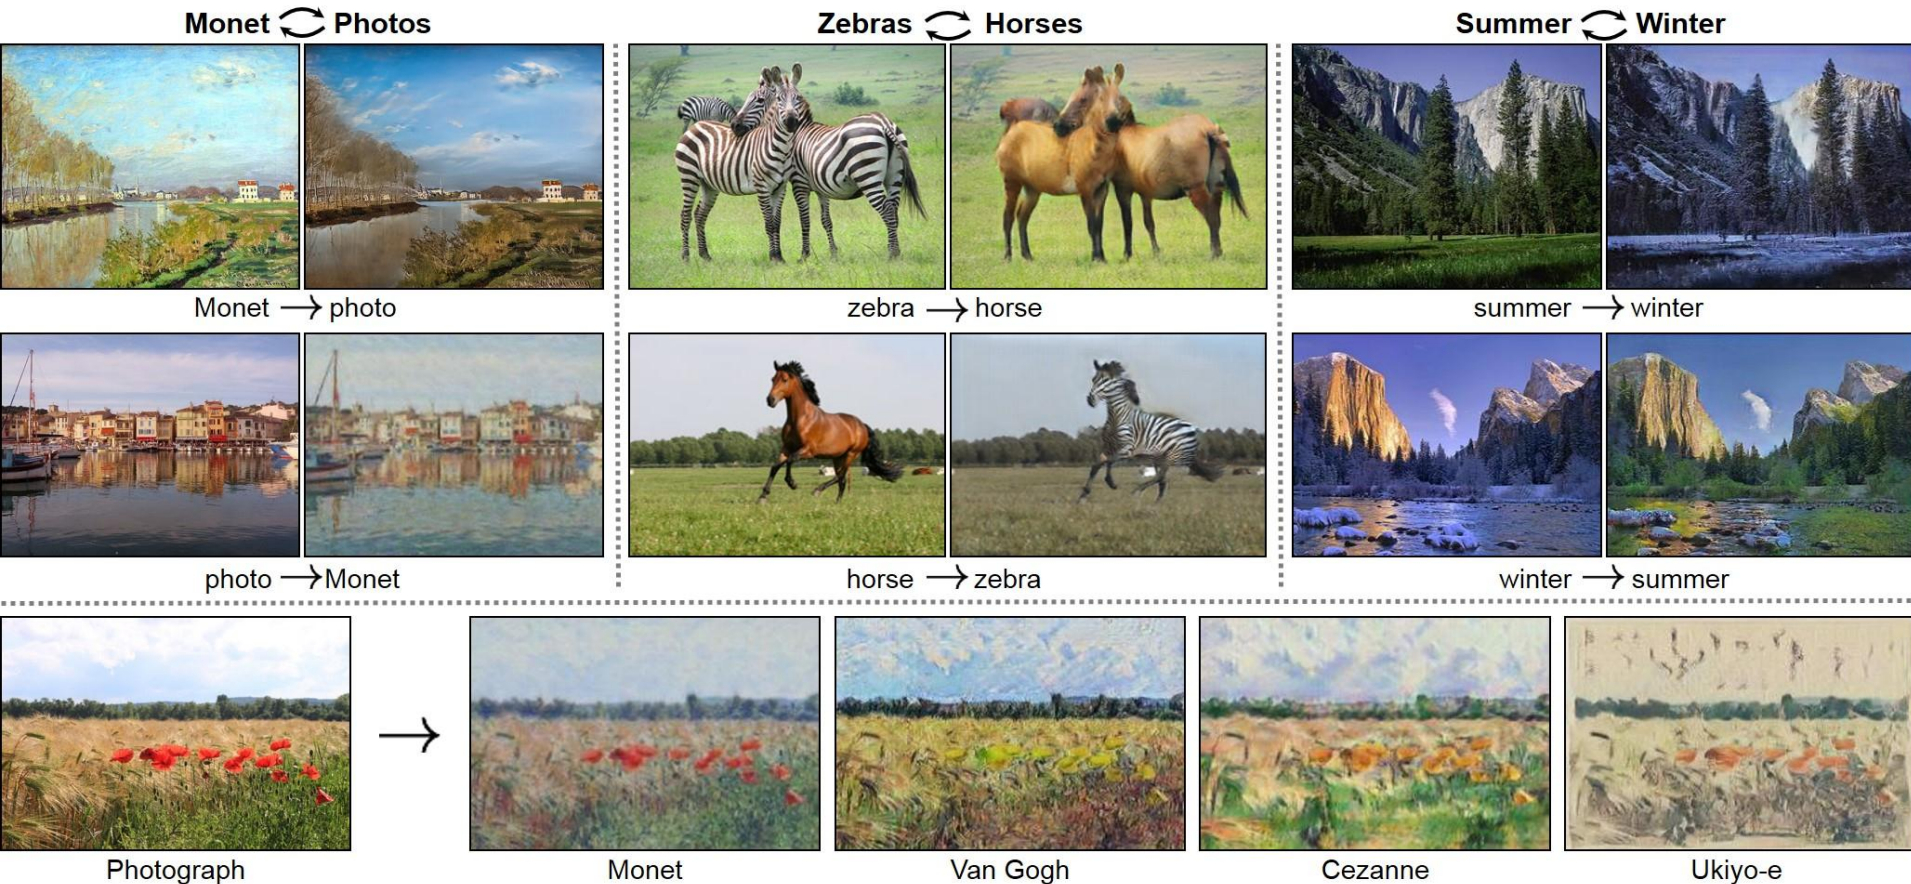 Monet Photos
Zebras Horses
Summer Winter
Monet → photo
zebra → horse
summer → winter
photo → Monet
horse → zebra
winter → summer
Photograph
Monet
Van Gogh
Cezanne
Ukiyo-e